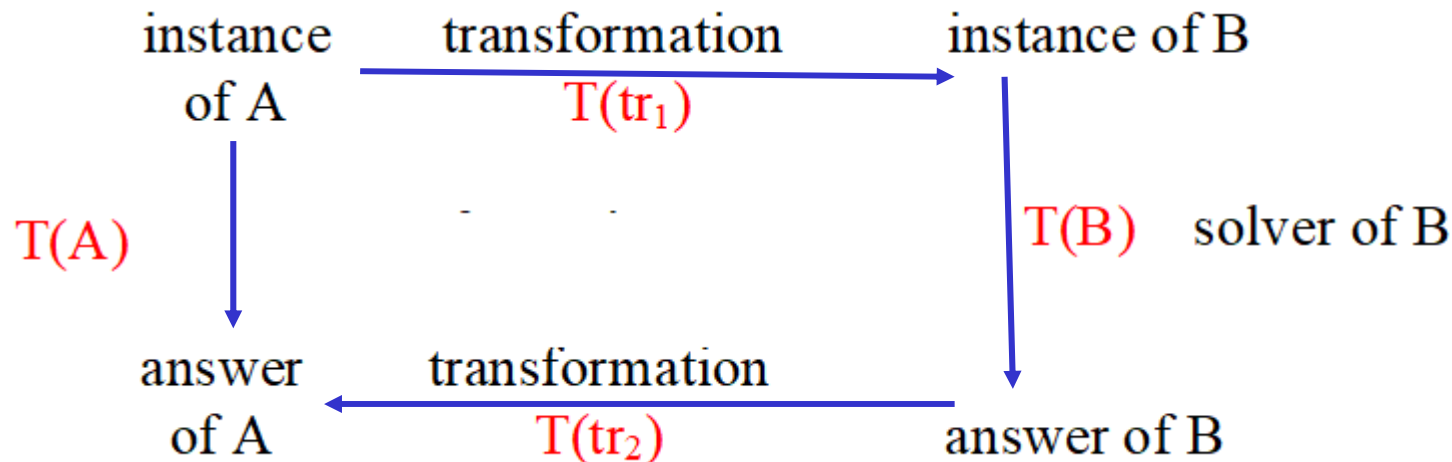 instance transformation instance of B
of A T(tr₁)
T(A) T(B) solver of B
answer transformation
of A T(tr₂) answer of B